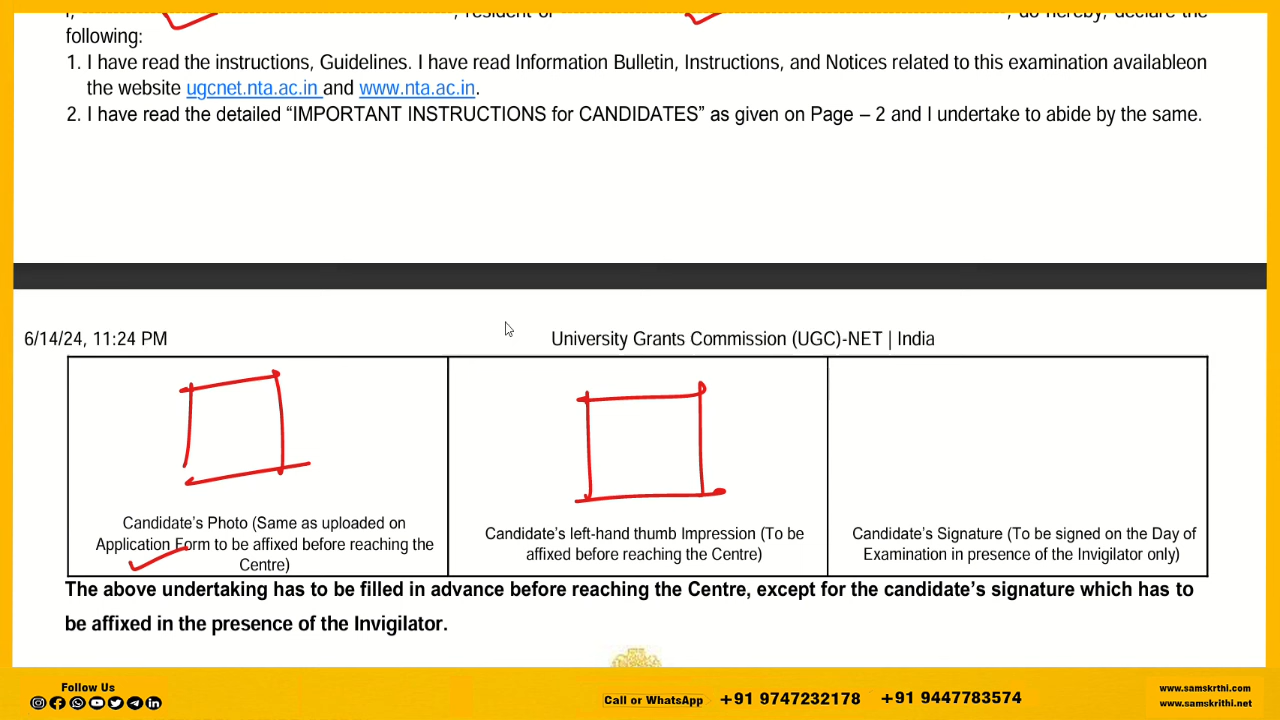 , resident of , do hereby, declare the
following:
1. I have read the instructions, Guidelines. I have read Information Bulletin, Instructions, and Notices related to this examination availableon
the website ugcnet.nta.ac.in and www.nta.ac.in.
2. I have read the detailed “IMPORTANT INSTRUCTIONS for CANDIDATES” as given on Page – 2 and I undertake to abide by the same.
6/14/24, 11:24 PM University Grants Commission (UGC)-NET | India
Candidate’s Photo (Same as uploaded on
Application Form to be affixed before reaching the
Centre)
Candidate’s left-hand thumb Impression (To be
affixed before reaching the Centre)
Candidate’s Signature (To be signed on the Day of
Examination in presence of the Invigilator only)
The above undertaking has to be filled in advance before reaching the Centre, except for the candidate’s signature which has to
be affixed in the presence of the Invigilator.
Follow Us
Call or WhatsApp +91 9747232178 +91 9447783574
www.samskrthi.com
www.samskrthi.net